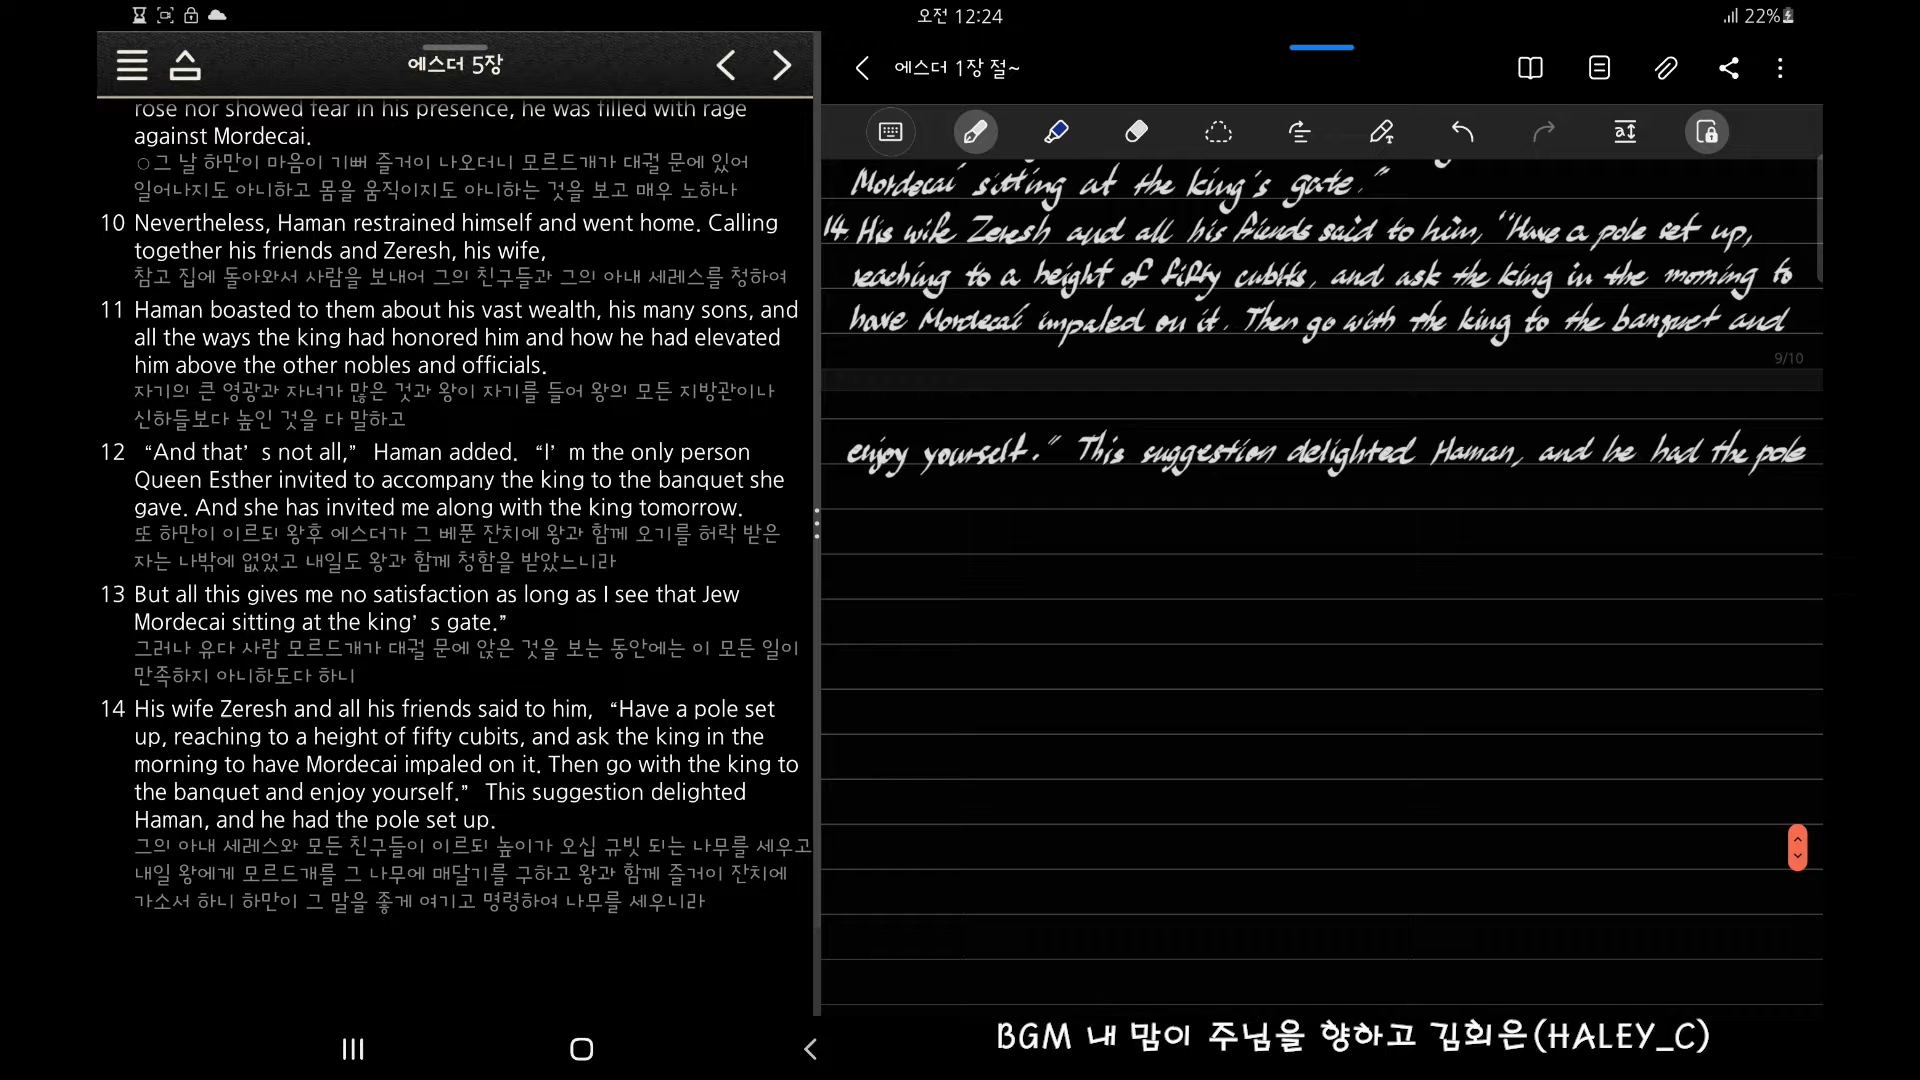 오전 12:24
22%
에스더 5장
rose nor showed fear in his presence, he was filled with rage
against Mordecai.
○그 날 하만이 마음이 기뻐 즐거이 나오더니 모르드개가 대궐 문에 있어
일어나지도 아니하고 몸을 움직이지도 아니하는 것을 보고 매우 노하나
10 Nevertheless, Haman restrained himself and went home. Calling
together his friends and Zeresh, his wife,
참고 집에 돌아와서 사람을 보내어 그의 친구들과 그의 아내 세레스를 청하여
11 Haman boasted to them about his vast wealth, his many sons, and
all the ways the king had honored him and how he had elevated
him above the other nobles and officials.
자기의 큰 영광과 자녀가 많은 것과 왕이 자기를 들어 왕의 모든 지방관이나
신하들보다 높인 것을 다 말하고
12 “And that’s not all,” Haman added. “I’m the only person
Queen Esther invited to accompany the king to the banquet she
gave. And she has invited me along with the king tomorrow.
또 하만이 이르되 왕후 에스더가 그 베푼 잔치에 왕과 함께 오기를 허락 받은
자는 나밖에 없었고 내일도 왕과 함께 청함을 받았느니라
13 But all this gives me no satisfaction as long as I see that Jew
Mordecai sitting at the king’s gate.”
그러나 유다 사람 모르드개가 대궐 문에 앉은 것을 보는 동안에는 이 모든 일이
만족하지 아니하도다 하니
14 His wife Zeresh and all his friends said to him, “Have a pole set
up, reaching to a height of fifty cubits, and ask the king in the
morning to have Mordecai impaled on it. Then go with the king to
the banquet and enjoy yourself.” This suggestion delighted
Haman, and he had the pole set up.
그의 아내 세레스와 모든 친구들이 이르되 높이가 오십 규빗 되는 나무를 세우고
내일 왕에게 모르드개를 그 나무에 매달기를 구하고 왕과 함께 즐거이 잔치에
가소서 하니 하만이 그 말을 좋게 여기고 명령하여 나무를 세우니라
에스더 1장 절~
Mordecai sitting at the king's gate."
14. His wife Zeresh and all his fiends said to him, "Have a pole set up,
reaching to a height of fifty cubits, and ask the king in the morning to
have Mordecai impaled on it. Then go with the king to the banquet and
9/10
enjoy yourself." This suggestion delighted Haman, and he had the pole
BGM 내 맘이 주님을 향하고 김회은(HALEY_C)